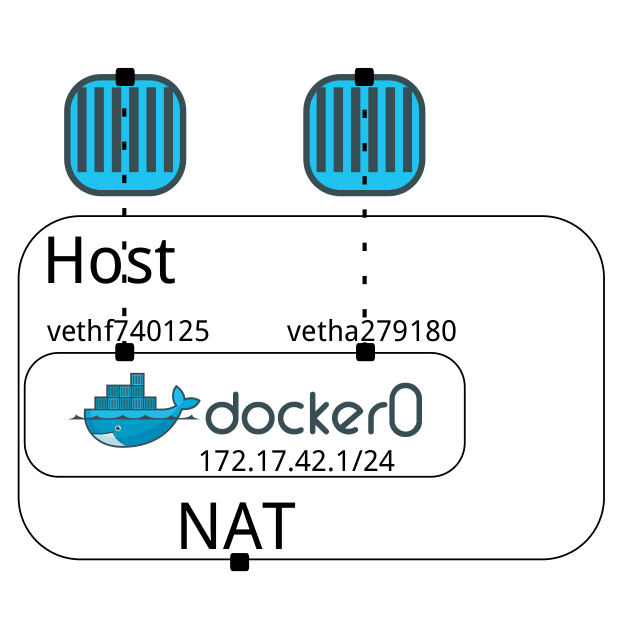 Host
vethf740125 vetha279180
docker0
172.17.42.1/24
NAT